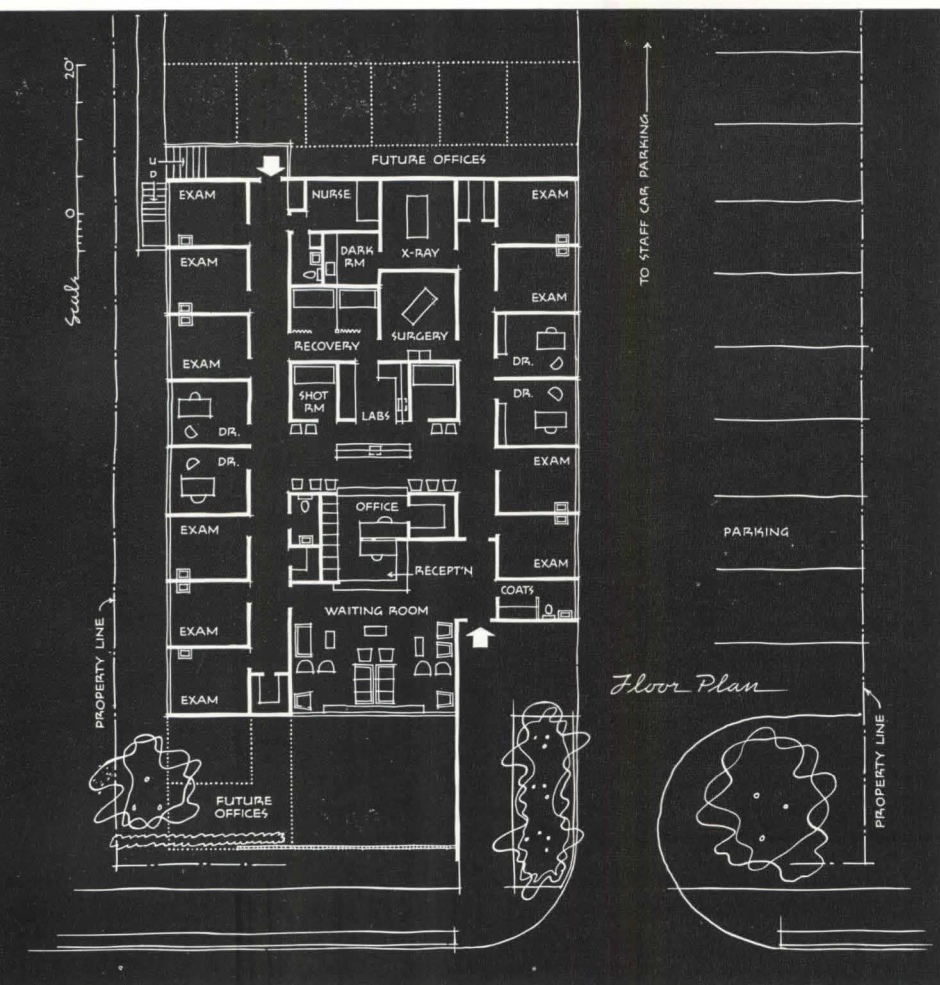 20'
0
Scale
TO STAFF CAR PARKING
FUTURE OFFICES
U
D
EXAM
NURSE
EXAM
DARK
RM
X-RAY
EXAM
EXAM
RECOVERY
SURGERY
EXAM
DR.
SHOT
RM
LABS
DR.
DR.
DR.
EXAM
OFFICE
EXAM
PARKING
EXAM
RECEPT'N
COATS
WAITING ROOM
EXAM
EXAM
PROPERTY LINE
Floor Plan
PROPERTY LINE
FUTURE
OFFICES